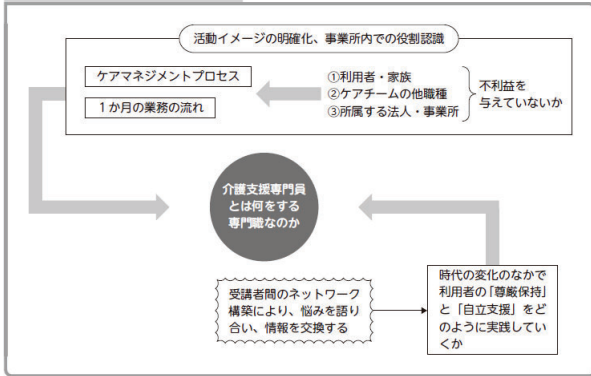 活動イメージの明確化、事業所内での役割認識
ケアマネジメントプロセス
1か月の業務の流れ
①利用者・家族
②ケアチームの他職種
③所属する法人・事業所
不利益を
与えていないか
介護支援専門員
とは何をする
専門職なのか
受講者間のネットワーク
構築により、悩みを語り
合い、情報を交換する
時代の変化のなかで
利用者の「尊厳保持」
と「自立支援」をど
のように実践してい
くか